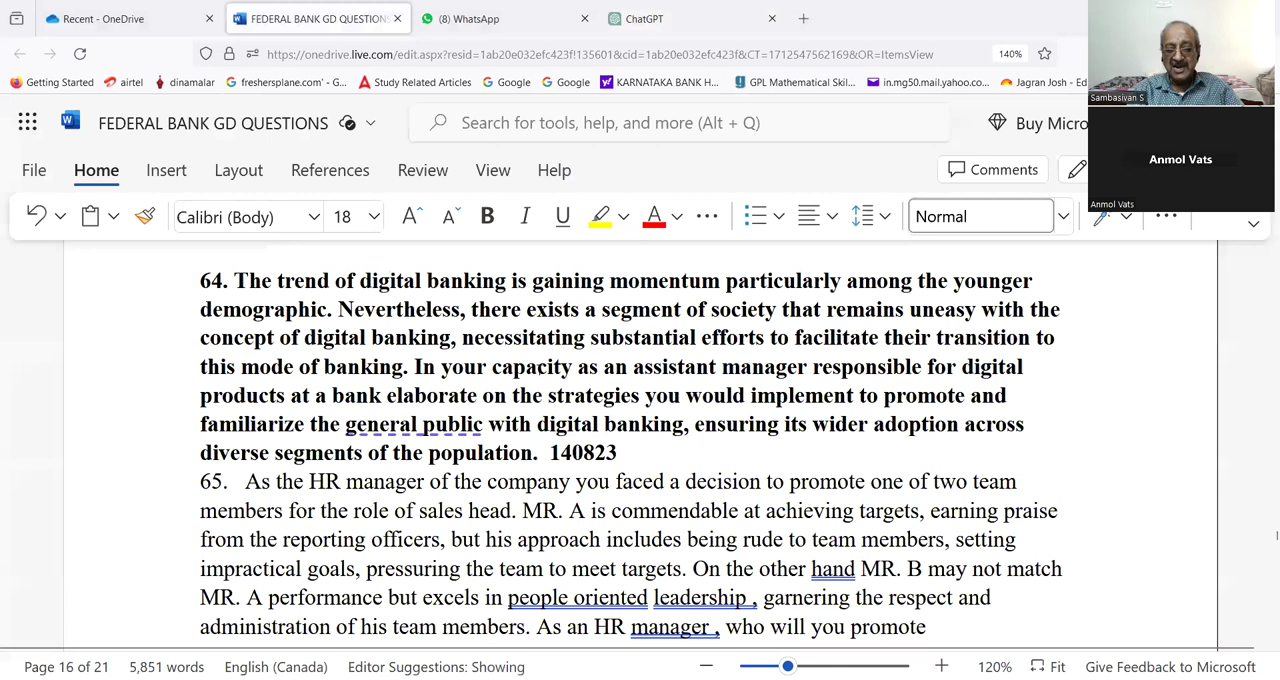 Recent - OneDrive
FEDERAL BANK GD QUESTION
(8) WhatsApp
ChatGPT
https://onedrive.live.com/edit.aspx?resid=1ab20e032efc423f!135601&cid=1ab20e032efc423f&CT=1712547562169&OR=ItemsView
140%
Getting Started
airtel
dinamalar
freshersplane.com' - G...
Study Related Articles
Google
Google
KARNATAKA BANK H...
GPL Mathematical Skil...
in.mg50.mail.yahoo.co...
Jagran Josh - Ed
Sambasivan S
Anmol Vats
Anmol Vats
FEDERAL BANK GD QUESTIONS
Search for tools, help, and more (Alt + Q)
Buy Micro
File Home Insert Layout References Review View Help
Comments
Calibri (Body) 18
Normal
64. The trend of digital banking is gaining momentum particularly among the younger
demographic. Nevertheless, there exists a segment of society that remains uneasy with the
concept of digital banking, necessitating substantial efforts to facilitate their transition to
this mode of banking. In your capacity as an assistant manager responsible for digital
products at a bank elaborate on the strategies you would implement to promote and
familiarize the general public with digital banking, ensuring its wider adoption across
diverse segments of the population. 140823
65. As the HR manager of the company you faced a decision to promote one of two team
members for the role of sales head. MR. A is commendable at achieving targets, earning praise
from the reporting officers, but his approach includes being rude to team members, setting
impractical goals, pressuring the team to meet targets. On the other hand MR. B may not match
MR. A performance but excels in people oriented leadership , garnering the respect and
administration of his team members. As an HR manager , who will you promote
Page 16 of 21 5,851 words English (Canada) Editor Suggestions: Showing
120% Fit Give Feedback to Microsoft